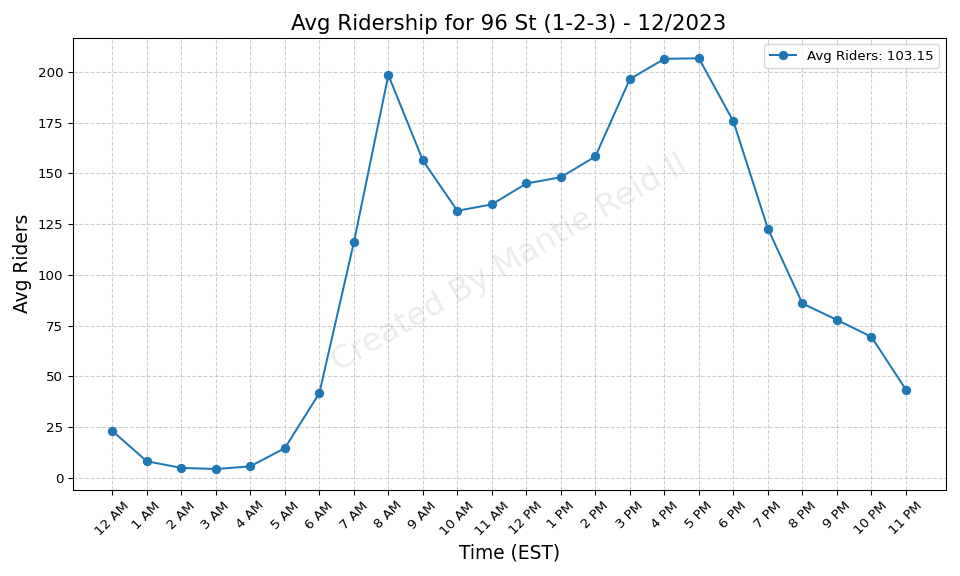 Avg Ridership for 96 St (1-2-3) - 12/2023
Avg Riders: 103.15
Avg Riders
200
175
150
125
100
75
50
25
0
Created By Mantle Reid II
12 AM
1 AM
2 AM
3 AM
4 AM
5 AM
6 AM
7 AM
8 AM
9 AM
10 AM
11 AM
12 PM
1 PM
2 PM
3 PM
4 PM
5 PM
6 PM
7 PM
8 PM
9 PM
10 PM
11 PM
Time (EST)